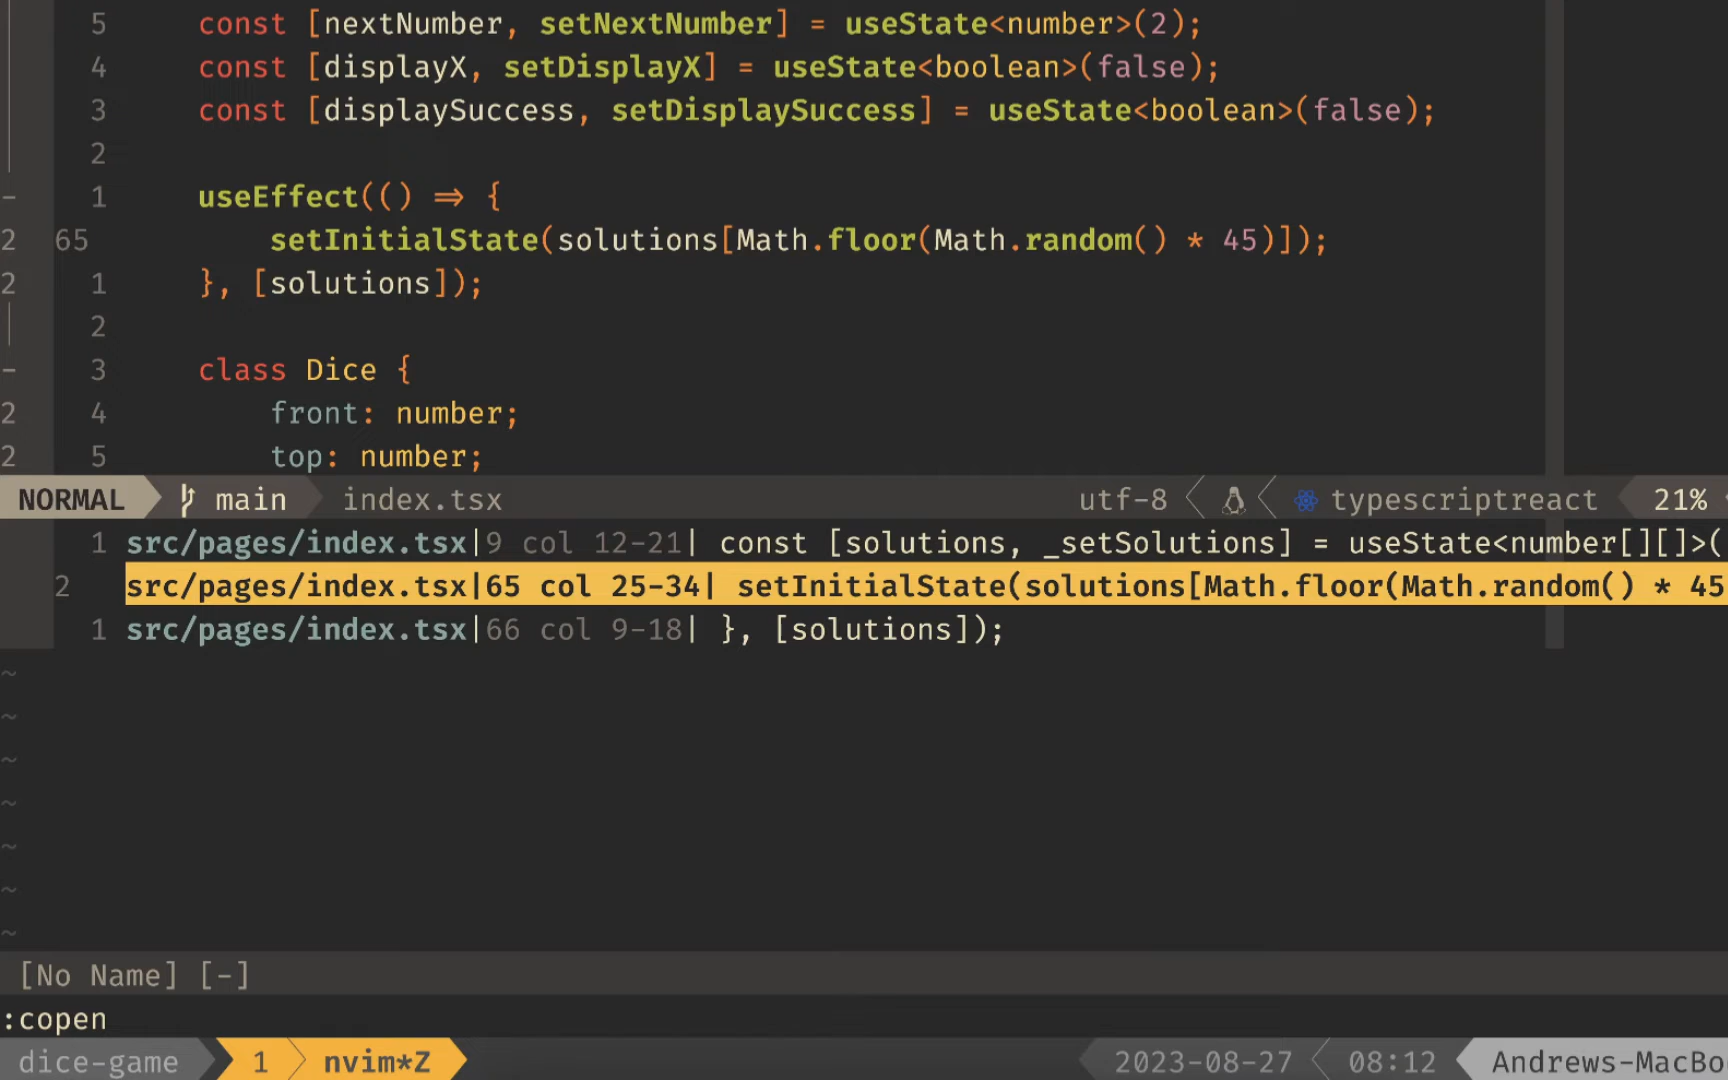 5 const [nextNumber, setNextNumber] = useState<number>(2);
4 const [displayX, setDisplayX] = useState<boolean>(false);
3 const [displaySuccess, setDisplaySuccess] = useState<boolean>(false);
2
- 1 useEffect(() => {
2 65 setInitialState(solutions[Math.floor(Math.random() * 45)]);
2 1 }, [solutions]);
2
- 3 class Dice {
2 4 front: number;
2 5 top: number;
NORMAL main index.tsx utf-8 typescriptreact 21%
1 src/pages/index.tsx|9 col 12-21| const [solutions, _setSolutions] = useState<number[][]>(
2 src/pages/index.tsx|65 col 25-34| setInitialState(solutions[Math.floor(Math.random() * 45
1 src/pages/index.tsx|66 col 9-18| }, [solutions]);
~
~
~
~
~
~
~
[No Name] [-]
:copen
dice-game 1 nvim*Z 2023-08-27 08:12 Andrews-MacBo